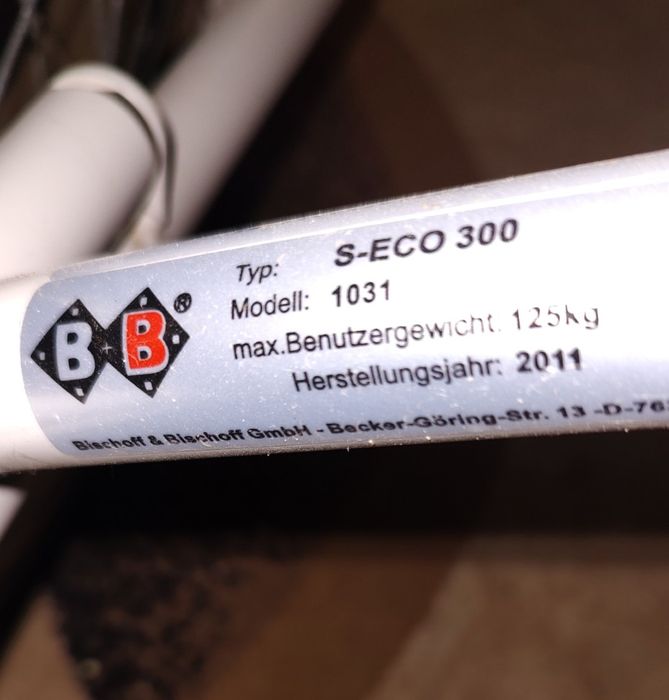 B B ®
Typ: S-ECO 300
Modell: 1031
max.Benutzergewicht. 125kg
Herstellungsjahr: 2011
Bischoff & Bischoff GmbH - Becker-Göring-Str. 13 -D-76